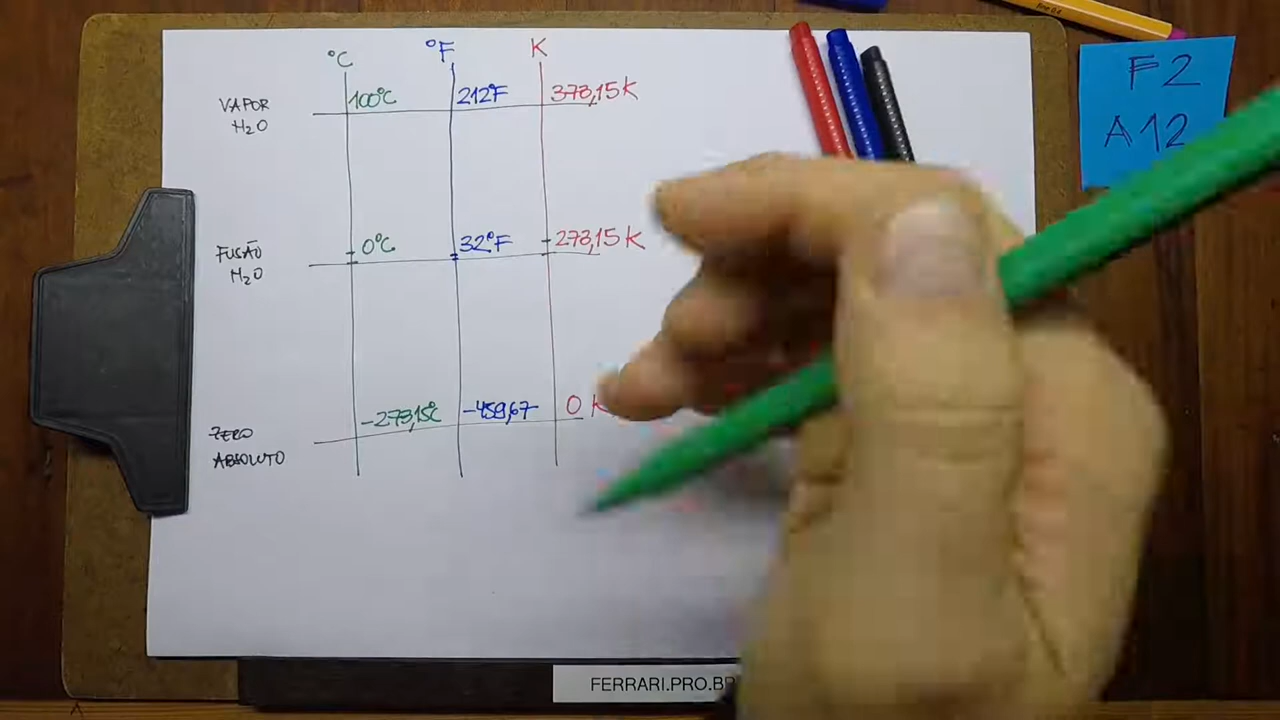 °C °F K
VAPOR 100°C 212°F 373,15 K
H₂O
FUSÃO 0°C 32°F 273,15 K
H₂O
ZERO -273,15°C -459,67 0 K
ABSOLUTO
F2
A12
FERRARI.PRO.BR